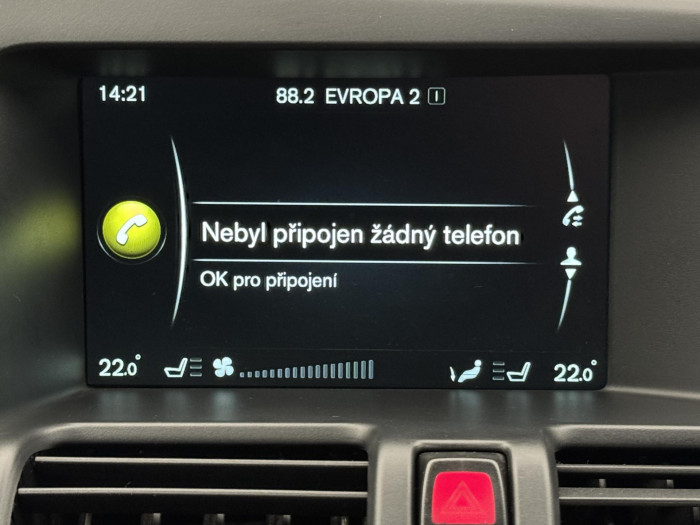 14:21
88.2 EVROPA 2 I
Nebyl připojen žádný telefon
OK pro připojení
22.0° 22.0°